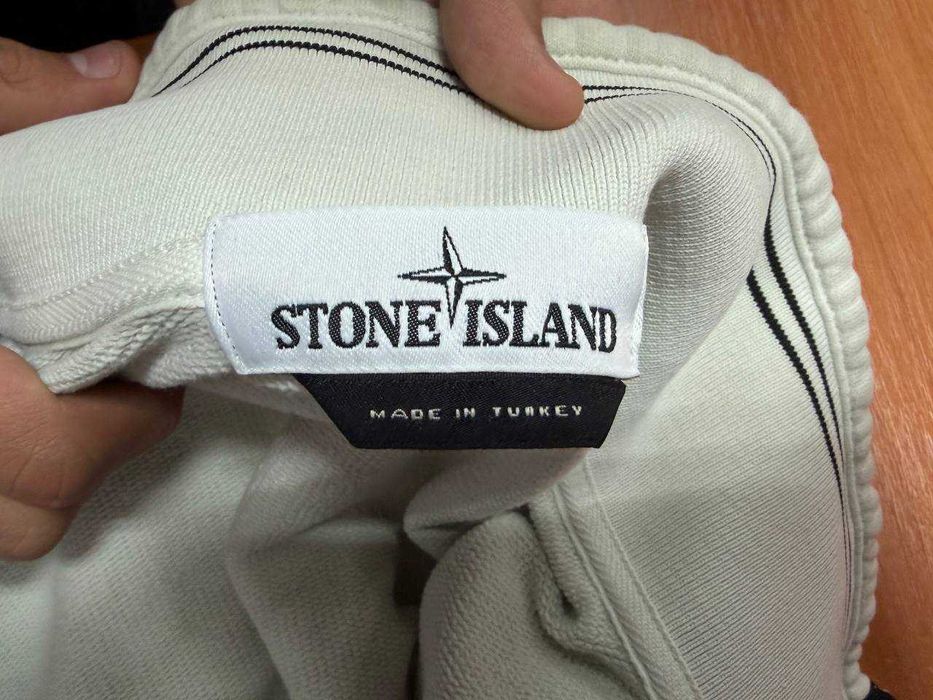 STONE ISLAND
MADE IN TURKEY